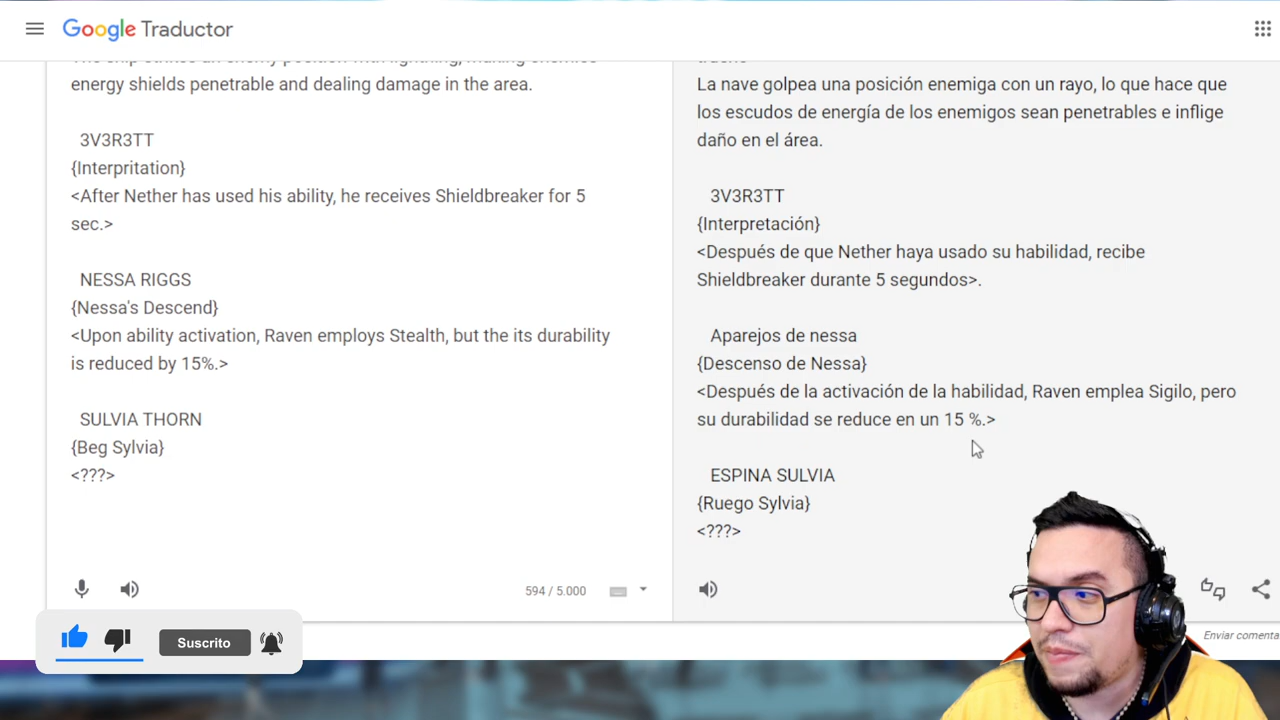 Google Traductor
energy shields penetrable and dealing damage in the area.
3V3R3TT
{Interpritation}
<After Nether has used his ability, he receives Shieldbreaker for 5
sec.>
NESSA RIGGS
{Nessa's Descend}
<Upon ability activation, Raven employs Stealth, but the its durability
is reduced by 15%.>
SULVIA THORN
{Beg Sylvia}
<???>
594 / 5.000
La nave golpea una posición enemiga con un rayo, lo que hace que
los escudos de energía de los enemigos sean penetrables e inflige
daño en el área.
3V3R3TT
{Interpretación}
<Después de que Nether haya usado su habilidad, recibe
Shieldbreaker durante 5 segundos>.
Aparejos de nessa
{Descenso de Nessa}
<Después de la activación de la habilidad, Raven emplea Sigilo, pero
su durabilidad se reduce en un 15 %.>
ESPINA SULVIA
{Ruego Sylvia}
<???>
Enviar comenta
Suscrito